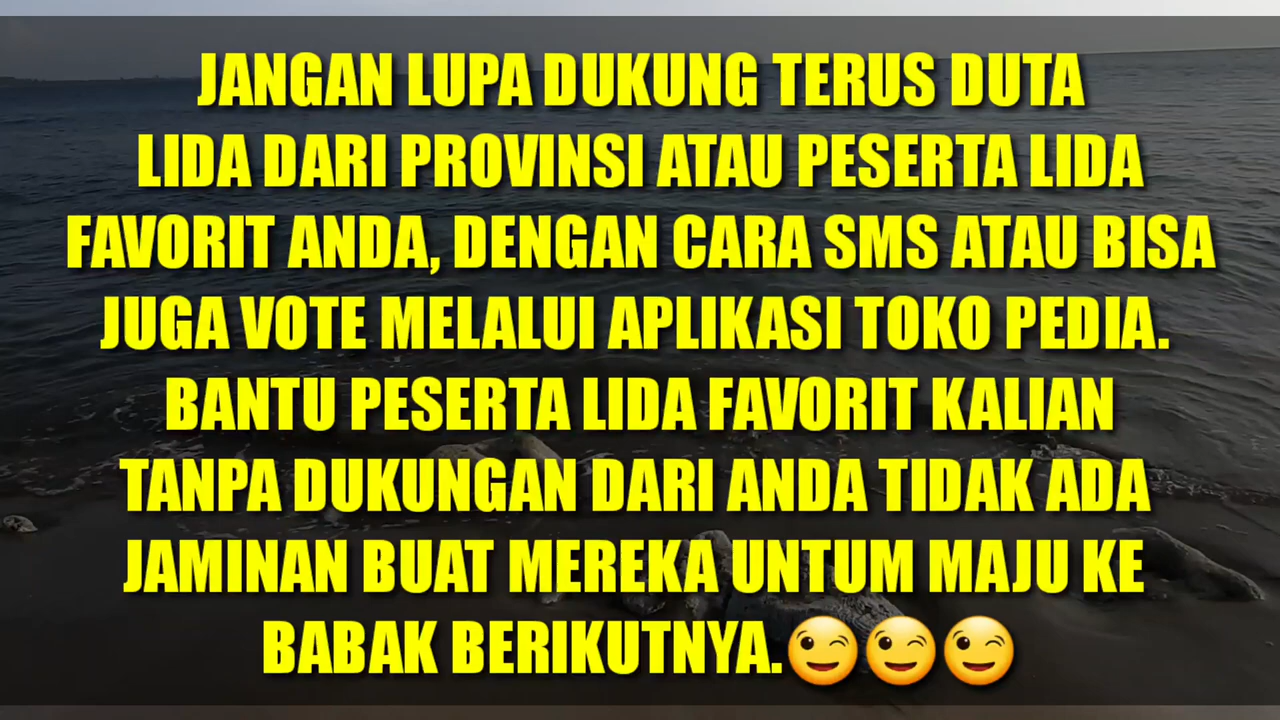 JANGAN LUPA DUKUNG TERUS DUTA
LIDA DARI PROVINSI ATAU PESERTA LIDA
FAVORIT ANDA, DENGAN CARA SMS ATAU BISA
JUGA VOTE MELALUI APLIKASI TOKO PEDIA.
BANTU PESERTA LIDA FAVORIT KALIAN
TANPA DUKUNGAN DARI ANDA TIDAK ADA
JAMINAN BUAT MEREKA UNTUM MAJU KE
BABAK BERIKUTNYA.😉😉😉